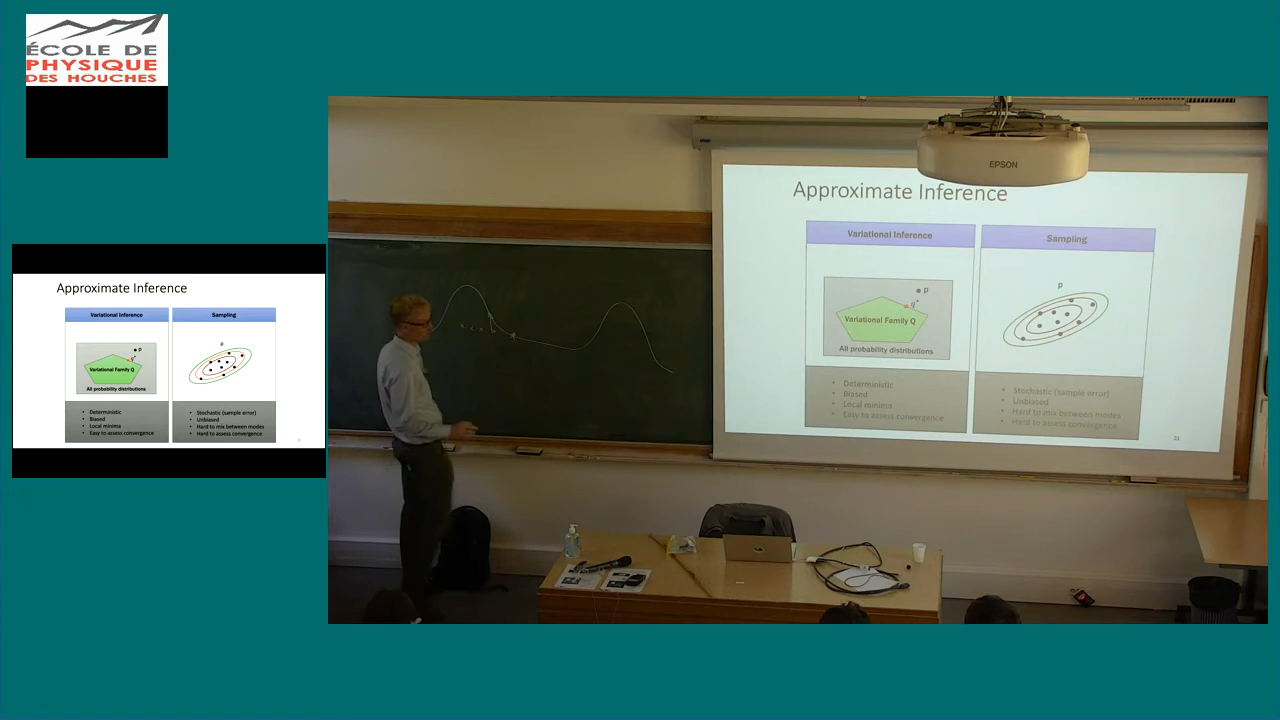 ÉCOLE DE
PHYSIQUE
DES HOUCHES
Approximate Inference
Variational Inference
Sampling
p
q*
Variational Family Q
All probability distributions
p
• Deterministic
• Biased
• Local minima
• Easy to assess convergence
• Stochastic (sample error)
• Unbiased
• Hard to mix between modes
• Hard to assess convergence
EPSON
Approximate Inference
Variational Inference
Sampling
p
q*
Variational Family Q
All probability distributions
p
• Deterministic
• Biased
• Local minima
• Easy to assess convergence
• Stochastic (sample error)
• Unbiased
• Hard to mix between modes
• Hard to assess convergence
21